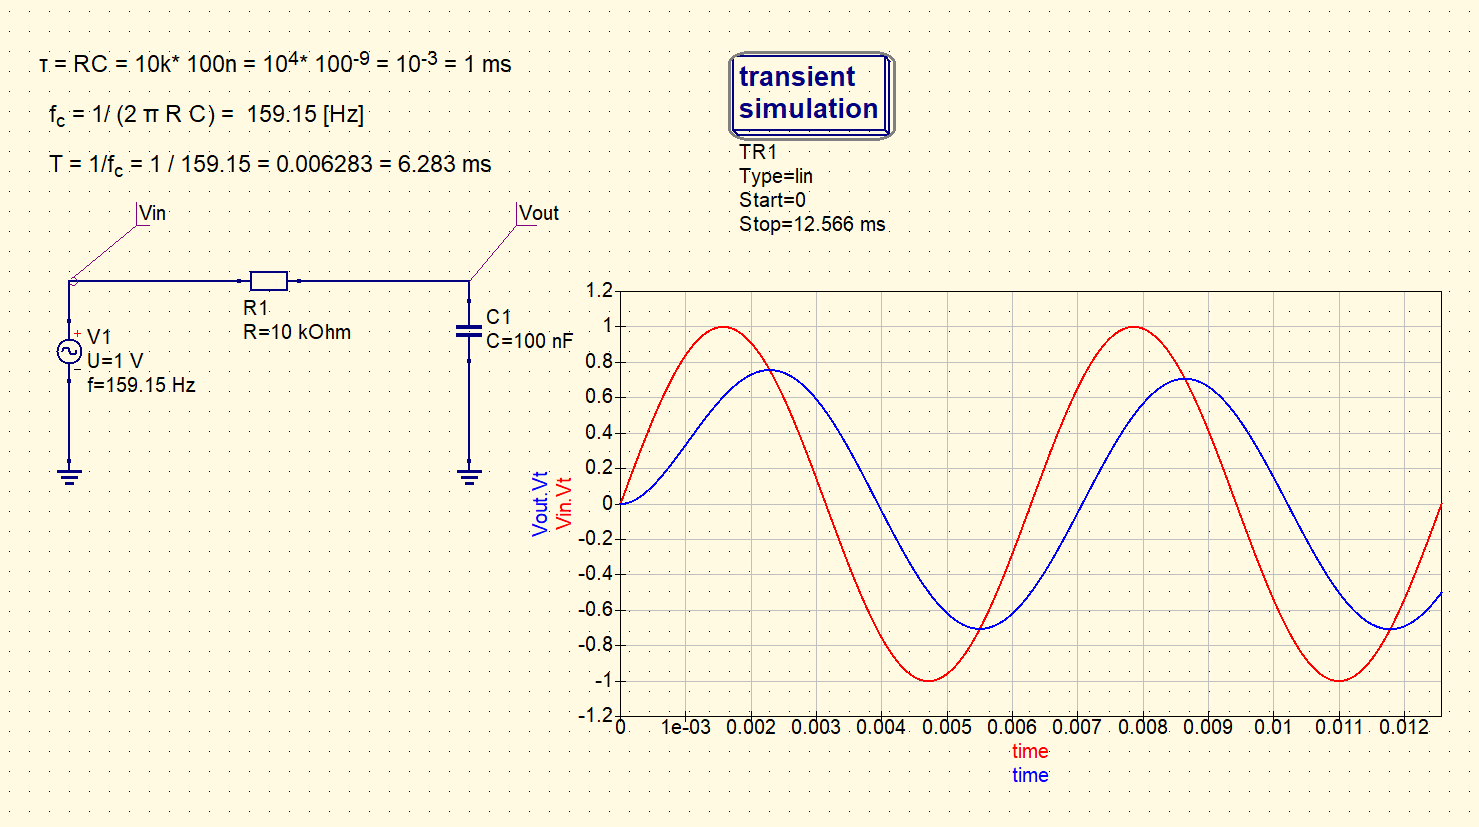 τ = RC = 10k* 100n = 10⁴* 100⁻⁹ = 10⁻³ = 1 ms
f_c = 1/ (2 π R C) = 159.15 [Hz]
T = 1/f_c = 1 / 159.15 = 0.006283 = 6.283 ms
transient
simulation
TR1
Type=lin
Start=0
Stop=12.566 ms
Vin
Vout
R1
R=10 kOhm
C1
C=100 nF
V1
U=1 V
f=159.15 Hz
+
−
1.2
1
0.8
0.6
0.4
0.2
0
-0.2
-0.4
-0.6
-0.8
-1
-1.2
Vout.Vt
Vin.Vt
0 1e-03 0.002 0.003 0.004 0.005 0.006 0.007 0.008 0.009 0.01 0.011 0.012
time
time